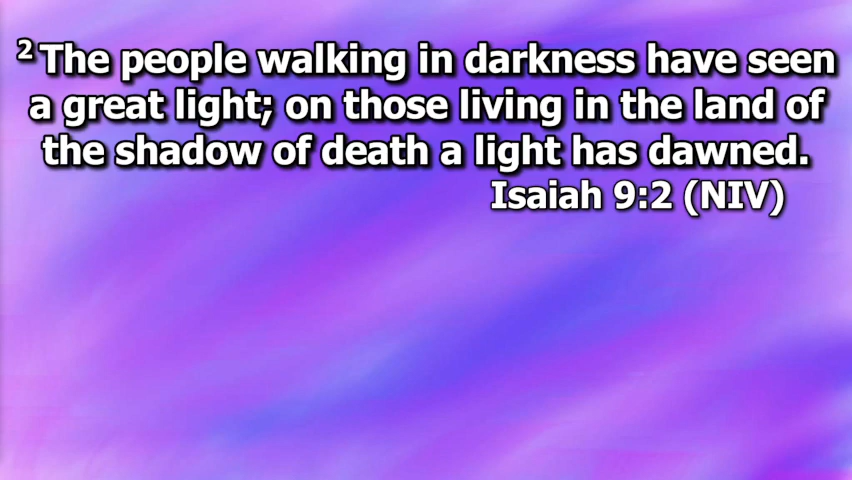 2 The people walking in darkness have seen
a great light; on those living in the land of
the shadow of death a light has dawned.
Isaiah 9:2 (NIV)